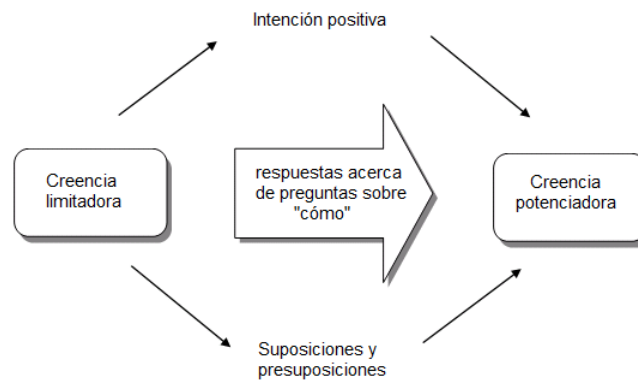 Intención positiva
Creencia
limitadora
respuestas acerca
de preguntas sobre
"cómo"
Creencia
potenciadora
Suposiciones y
presuposiciones